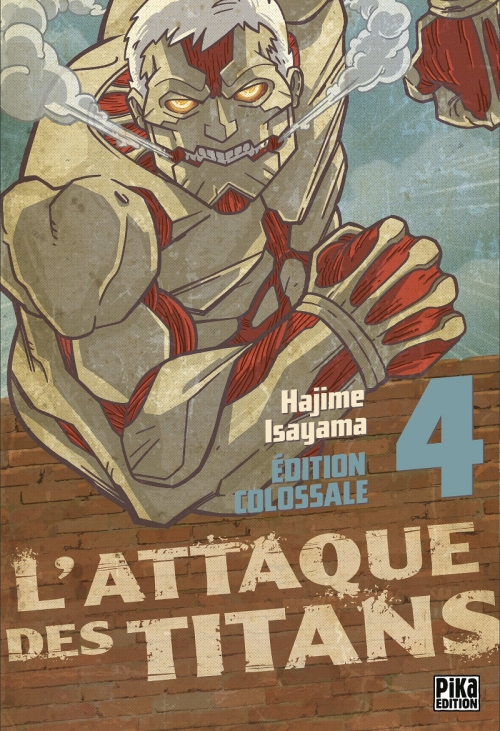 Hajime
Isayama
4
ÉDITION
COLOSSALE
L'ATTAQUE
DES TITANS
PiKa
ÉDITION